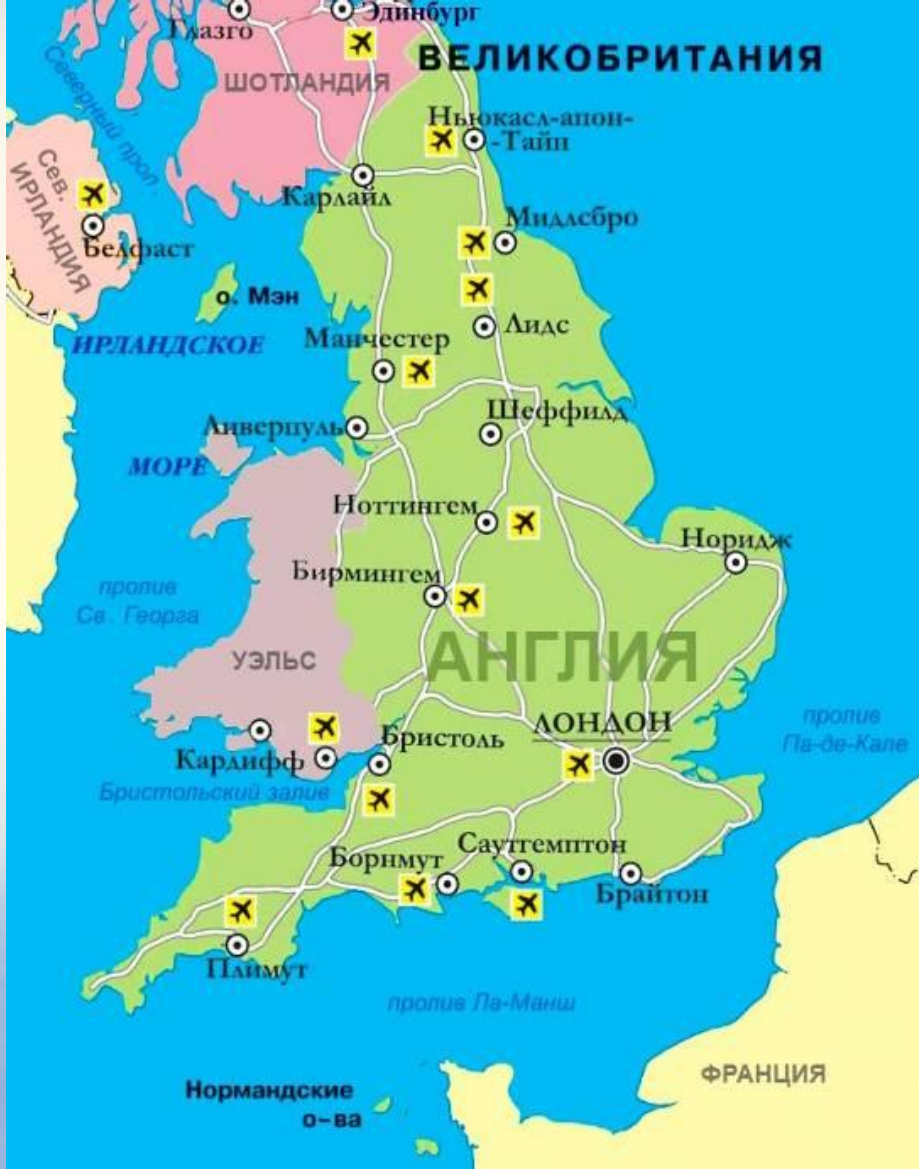 Эдинбург
Глазго
ВЕЛИКОБРИТАНИЯ
ШОТЛАНДИЯ
Северный прол.
Ньюкасл-апон-
-Тайн
Сев.
ИРЛАНДИЯ
Карлайл
Мидлсбро
Белфаст
о. Мэн
Лидс
ИРЛАНДСКОЕ
Манчестер
Шеффилд
Ливерпуль
МОРЕ
Ноттингем
Норидж
Бирмингем
пролив
Св. Георга
АНГЛИЯ
УЭЛЬС
ЛОНДОН
пролив
Па-де-Кале
Бристоль
Кардифф
Бристольский залив
Саутгемптон
Борнмут
Брайтон
Плимут
пролив Ла-Манш
ФРАНЦИЯ
Нормандские
о-ва